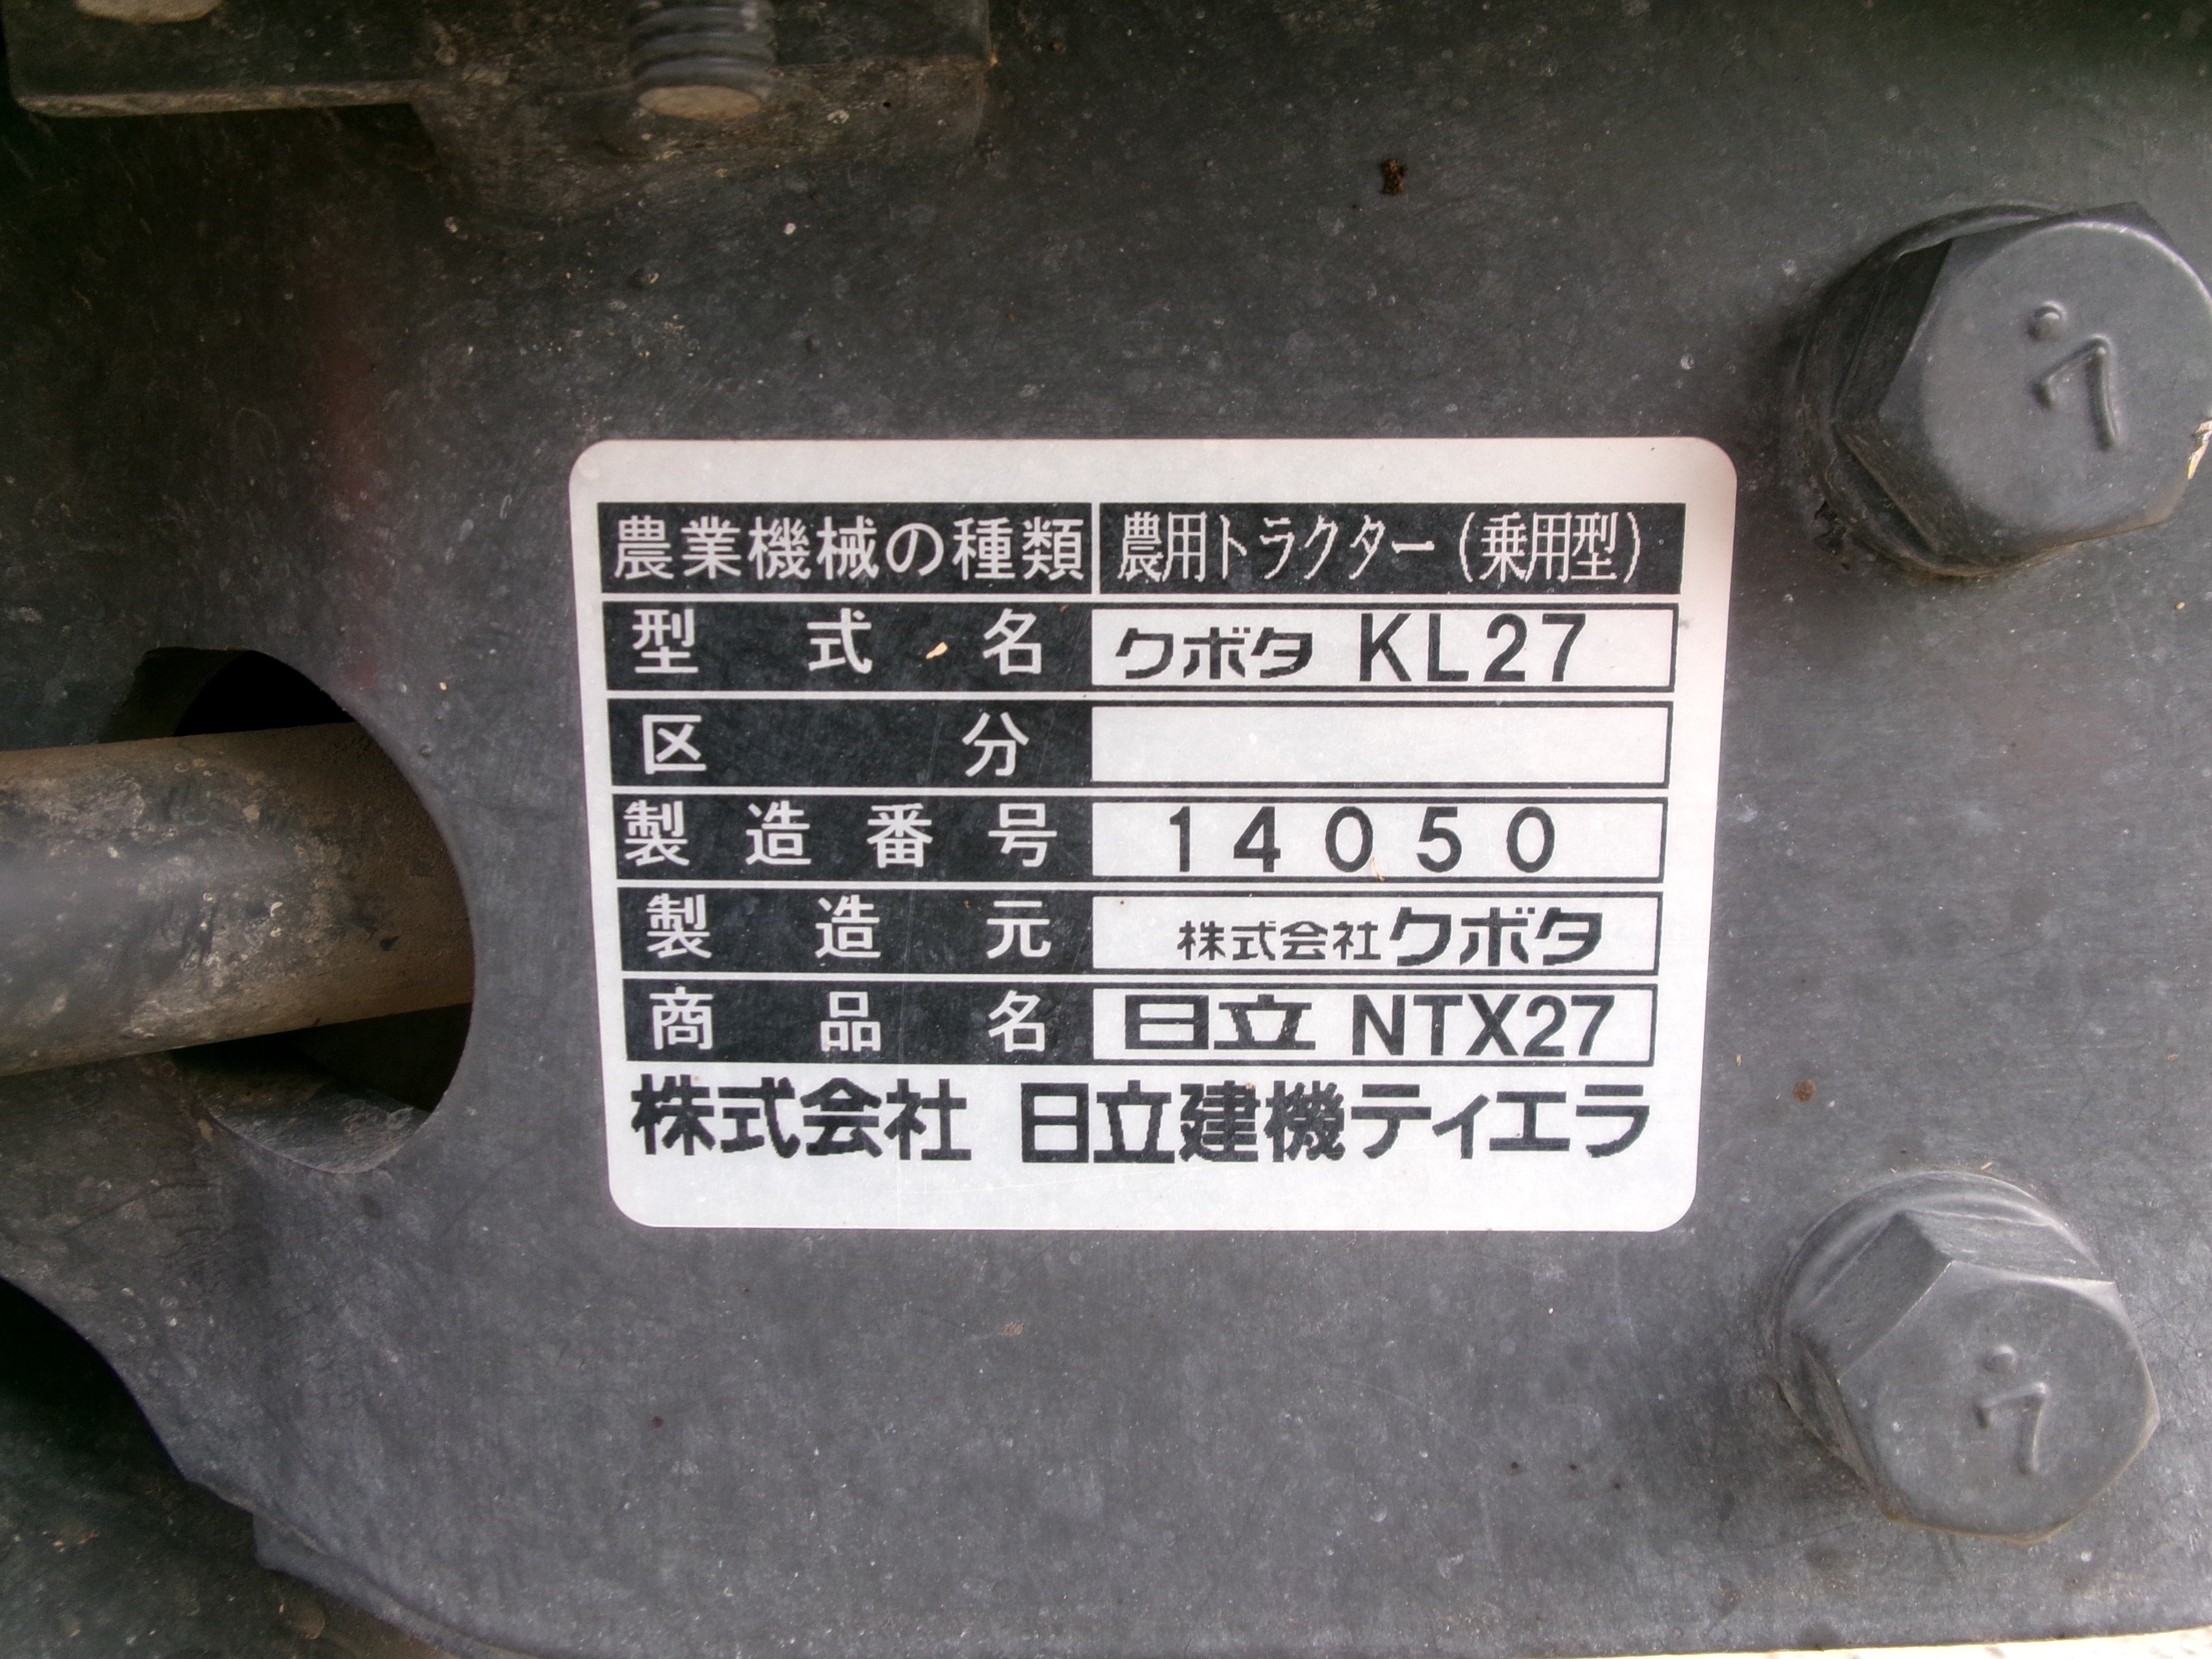 農業機械の種類 農用トラクター(乗用型)
型式名 クボタ KL27
区分
製造番号 14050
製造元 株式会社クボタ
商品名 日立 NTX27
株式会社 日立建機ティエラ
7
7